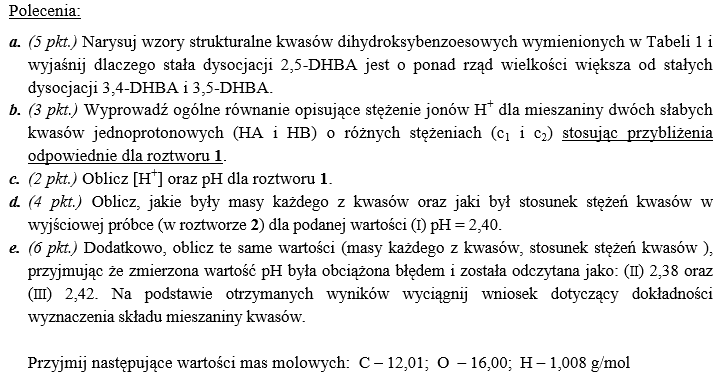 Polecenia:
a. (5 pkt.) Narysuj wzory strukturalne kwasów dihydroksybenzoesowych wymienionych w Tabeli 1 i
wyjaśnij dlaczego stała dysocjacji 2,5-DHBA jest o ponad rząd wielkości większa od stałych
dysocjacji 3,4-DHBA i 3,5-DHBA.
b. (3 pkt.) Wyprowadź ogólne równanie opisujące stężenie jonów H⁺ dla mieszaniny dwóch słabych
kwasów jednoprotonowych (HA i HB) o różnych stężeniach (c₁ i c₂) stosując przybliżenia
odpowiednie dla roztworu 1.
c. (2 pkt.) Oblicz [H⁺] oraz pH dla roztworu 1.
d. (4 pkt.) Oblicz, jakie były masy każdego z kwasów oraz jaki był stosunek stężeń kwasów w
wyjściowej próbce (w roztworze 2) dla podanej wartości (I) pH = 2,40.
e. (6 pkt.) Dodatkowo, oblicz te same wartości (masy każdego z kwasów, stosunek stężeń kwasów ),
przyjmując że zmierzona wartość pH była obciążona błędem i została odczytana jako: (II) 2,38 oraz
(III) 2,42. Na podstawie otrzymanych wyników wyciągnij wniosek dotyczący dokładności
wyznaczenia składu mieszaniny kwasów.
Przyjmij następujące wartości mas molowych: C – 12,01; O – 16,00; H – 1,008 g/mol